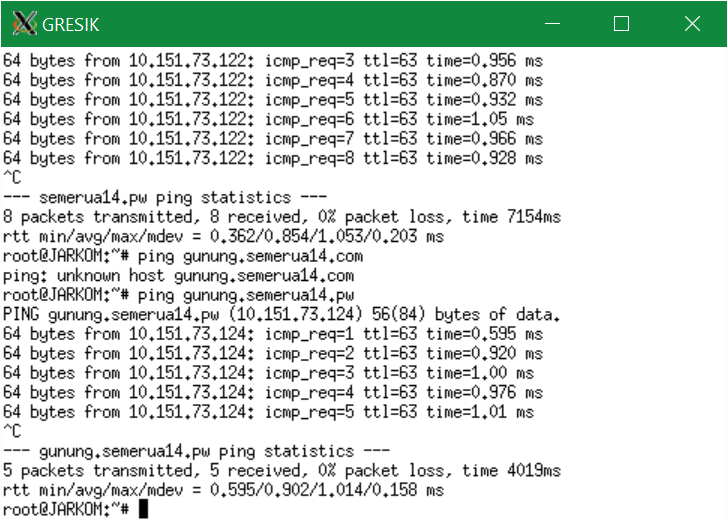 GRESIK
64 bytes from 10.151.73.122: icmp_req=3 ttl=63 time=0.956 ms
64 bytes from 10.151.73.122: icmp_req=4 ttl=63 time=0.870 ms
64 bytes from 10.151.73.122: icmp_req=5 ttl=63 time=0.932 ms
64 bytes from 10.151.73.122: icmp_req=6 ttl=63 time=1.05 ms
64 bytes from 10.151.73.122: icmp_req=7 ttl=63 time=0.966 ms
64 bytes from 10.151.73.122: icmp_req=8 ttl=63 time=0.928 ms
^C
--- semerua14.pw ping statistics ---
8 packets transmitted, 8 received, 0% packet loss, time 7154ms
rtt min/avg/max/mdev = 0.362/0.854/1.053/0.203 ms
root@JARKOM:~# ping gunung.semerua14.com
ping: unknown host gunung.semerua14.com
root@JARKOM:~# ping gunung.semerua14.pw
PING gunung.semerua14.pw (10.151.73.124) 56(84) bytes of data.
64 bytes from 10.151.73.124: icmp_req=1 ttl=63 time=0.595 ms
64 bytes from 10.151.73.124: icmp_req=2 ttl=63 time=0.920 ms
64 bytes from 10.151.73.124: icmp_req=3 ttl=63 time=1.00 ms
64 bytes from 10.151.73.124: icmp_req=4 ttl=63 time=0.976 ms
64 bytes from 10.151.73.124: icmp_req=5 ttl=63 time=1.01 ms
^C
--- gunung.semerua14.pw ping statistics ---
5 packets transmitted, 5 received, 0% packet loss, time 4019ms
rtt min/avg/max/mdev = 0.595/0.902/1.014/0.158 ms
root@JARKOM:~#